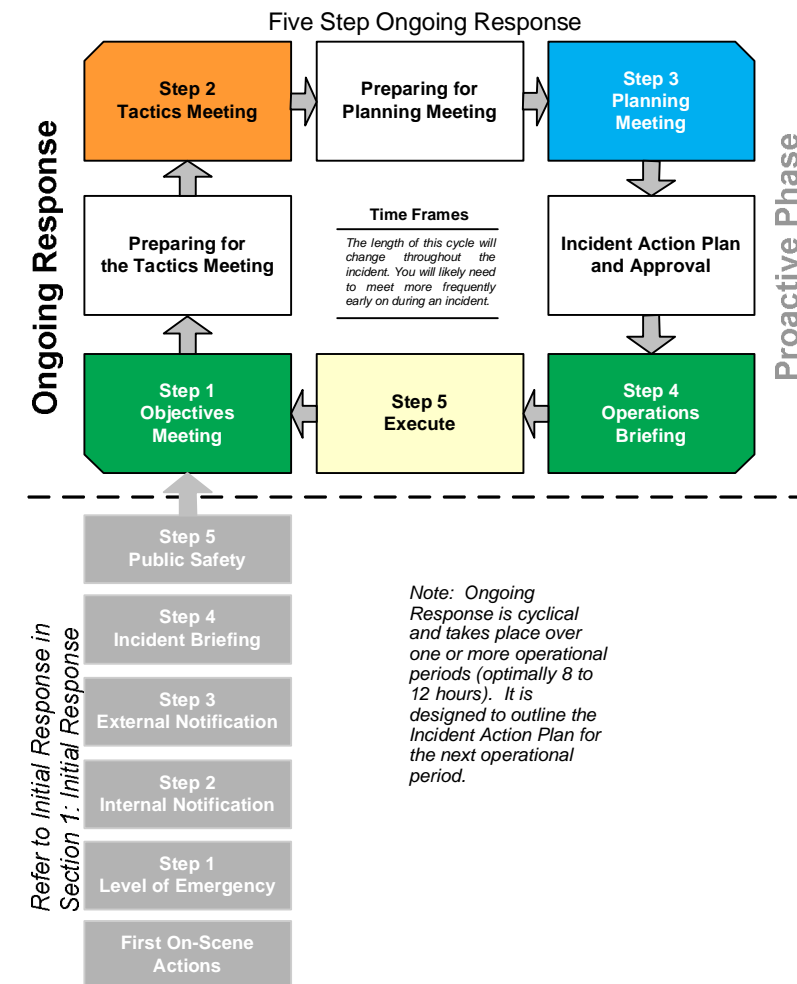 Five Step Ongoing Response
Ongoing Response
Step 2
Tactics Meeting
Preparing for
Planning Meeting
Step 3
Planning
Meeting
Proactive Phase
Preparing for
the Tactics Meeting
Time Frames
The length of this cycle will
change throughout the
incident. You will likely need
to meet more frequently
early on during an incident.
Incident Action Plan
and Approval
Step 1
Objectives
Meeting
Step 5
Execute
Step 4
Operations
Briefing
Refer to Initial Response in
Section 1: Initial Response
Step 5
Public Safety
Step 4
Incident Briefing
Step 3
External Notification
Step 2
Internal Notification
Step 1
Level of Emergency
First On-Scene
Actions
Note: Ongoing
Response is cyclical
and takes place over
one or more operational
periods (optimally 8 to
12 hours). It is
designed to outline the
Incident Action Plan for
the next operational
period.